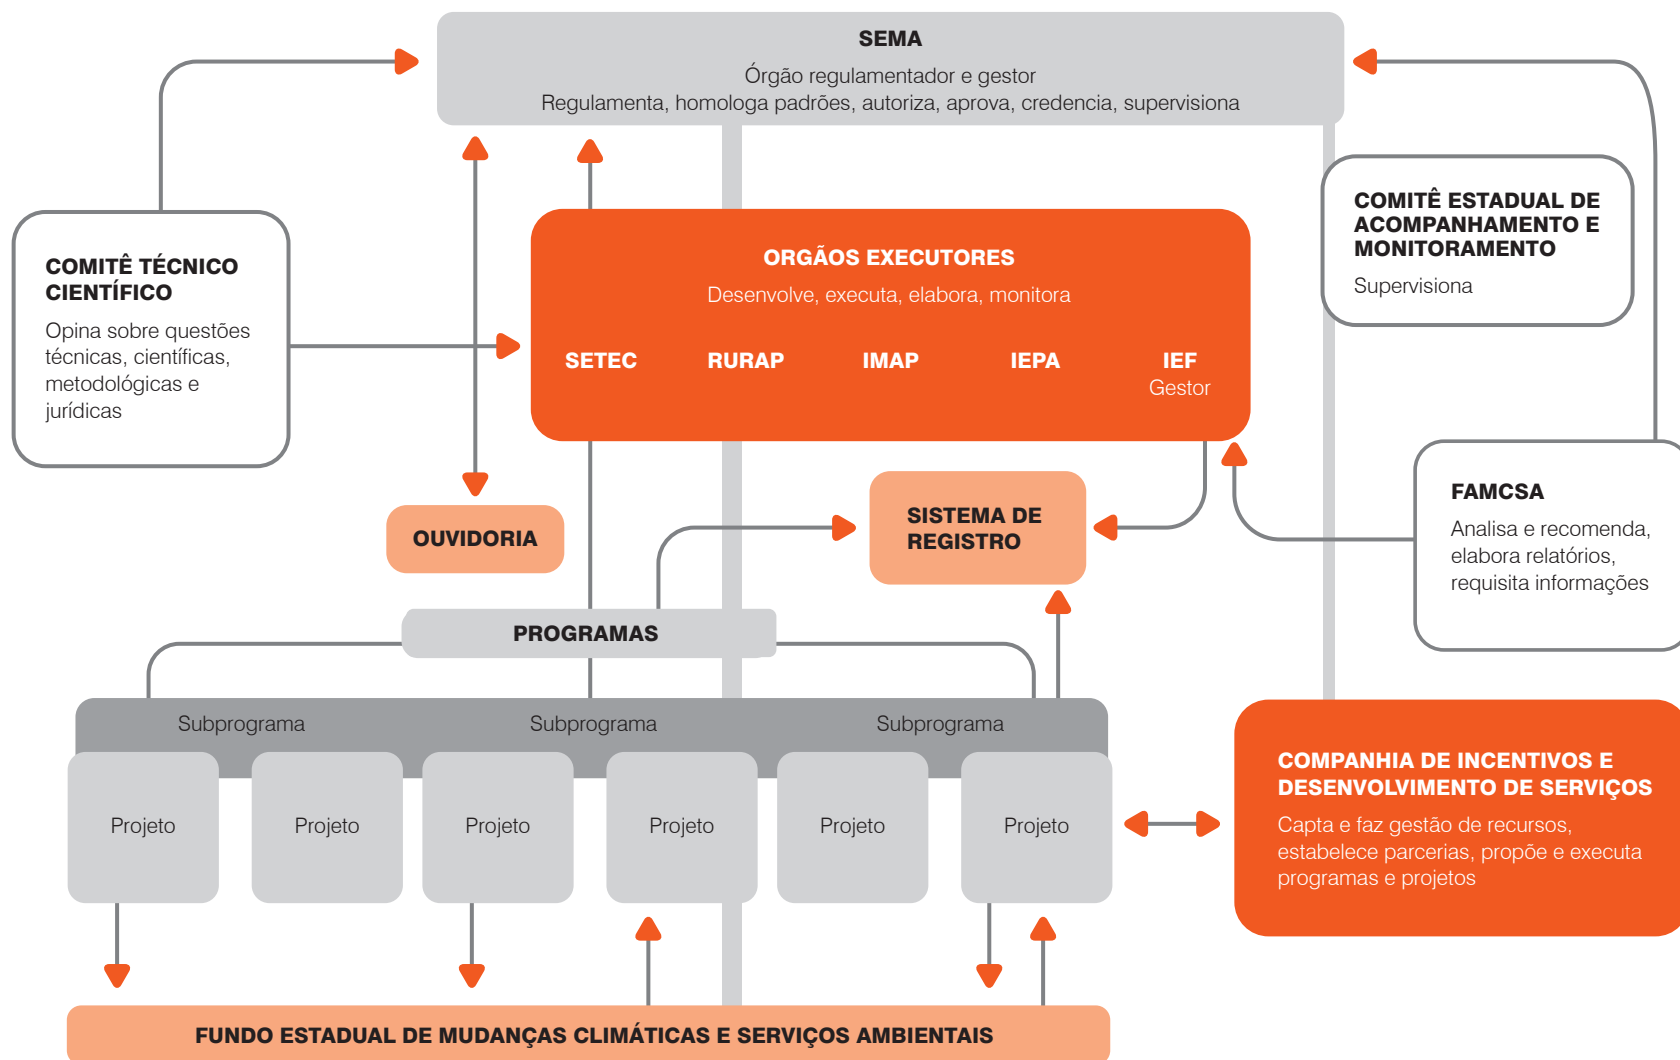 SEMA
Órgão regulamentador e gestor
Regulamenta, homologa padrões, autoriza, aprova, credencia, supervisiona
COMITÊ TÉCNICO
CIENTÍFICO
Opina sobre questões
técnicas, científicas,
metodológicas e
jurídicas
ORGÃOS EXECUTORES
Desenvolve, executa, elabora, monitora
SETEC
RURAP
IMAP
IEPA
IEF
Gestor
COMITÊ ESTADUAL DE
ACOMPANHAMENTO E
MONITORAMENTO
Supervisiona
OUVIDORIA
SISTEMA DE
REGISTRO
FAMCSA
Analisa e recomenda,
elabora relatórios,
requisita informações
PROGRAMAS
Subprograma
Subprograma
Subprograma
Projeto
Projeto
Projeto
Projeto
Projeto
Projeto
COMPANHIA DE INCENTIVOS E
DESENVOLVIMENTO DE SERVIÇOS
Capta e faz gestão de recursos,
estabelece parcerias, propõe e executa
programas e projetos
FUNDO ESTADUAL DE MUDANÇAS CLIMÁTICAS E SERVIÇOS AMBIENTAIS